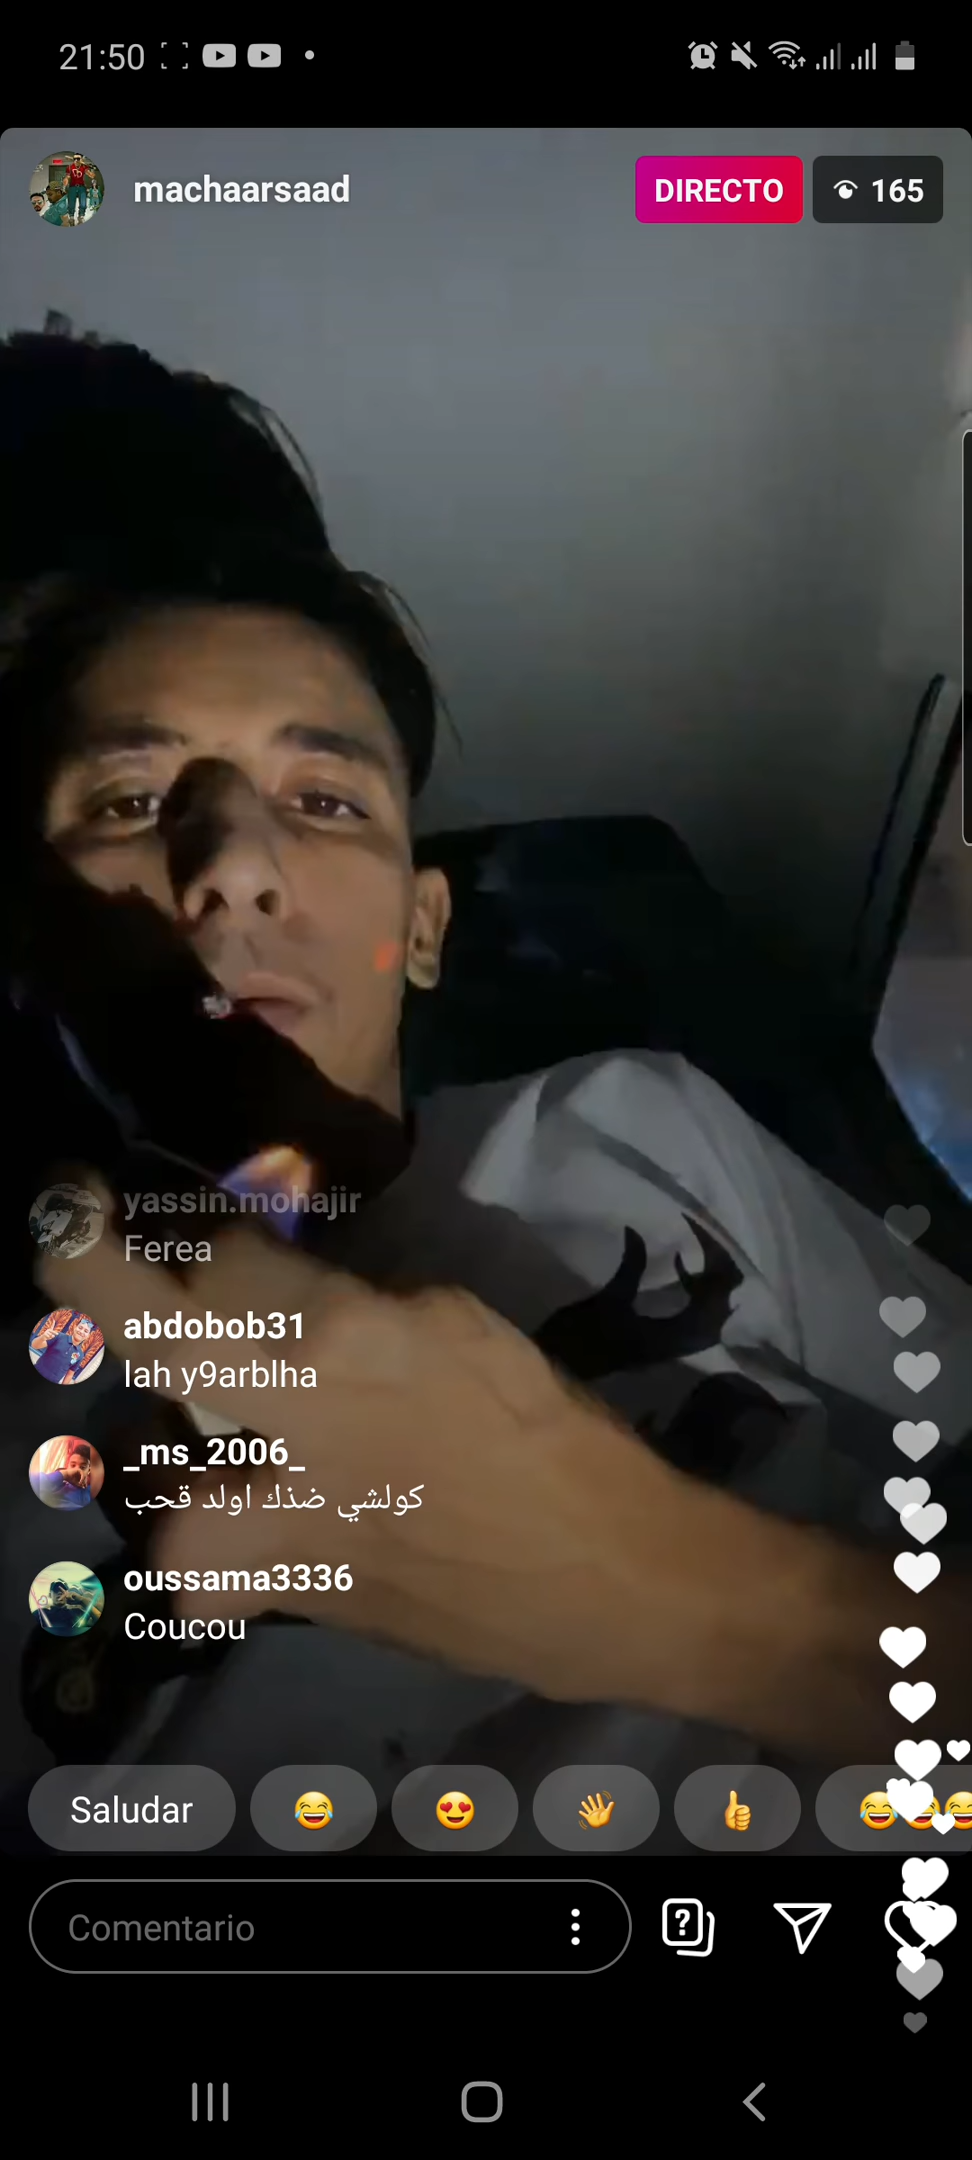 21:50
machaarsaad
DIRECTO
165
yassin.mohajir
Ferea
abdobob31
lah y9arblha
_ms_2006_
كولشي ضذك اولد قحب
oussama3336
Coucou
Saludar
Comentario